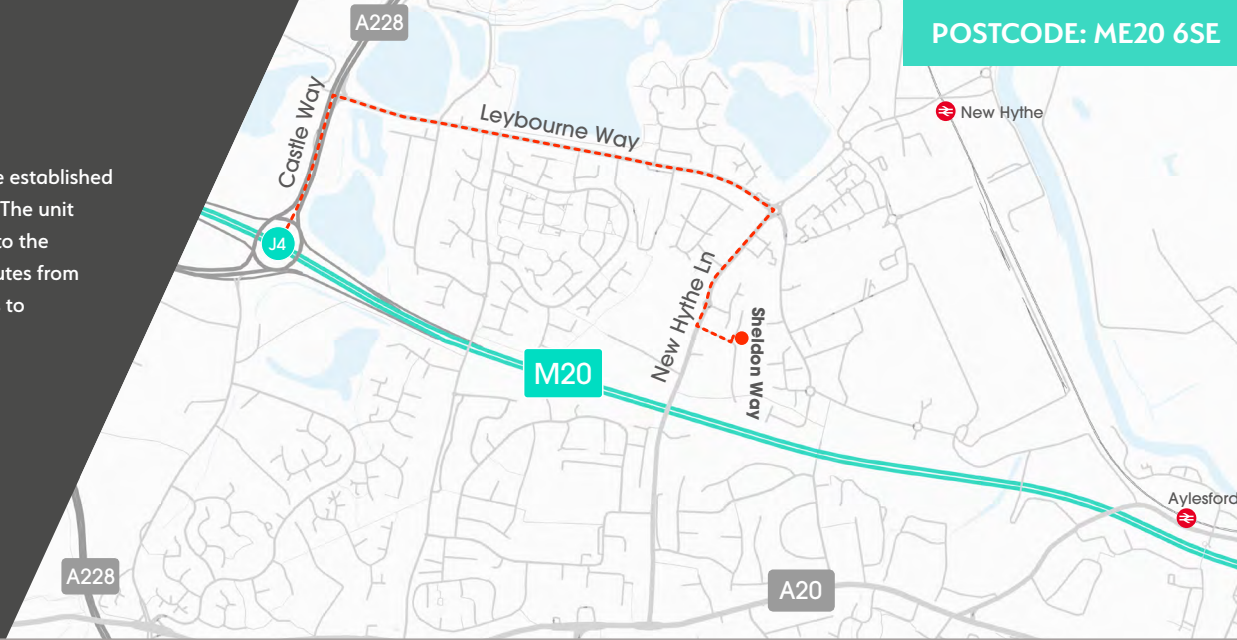 e established
The unit
to the
utes from
to
A228
POSTCODE: ME20 6SE
Castle Way
Leybourne Way
New Hythe
J4
New Hythe Ln
Sheldon Way
M20
Aylesford
A228
A20